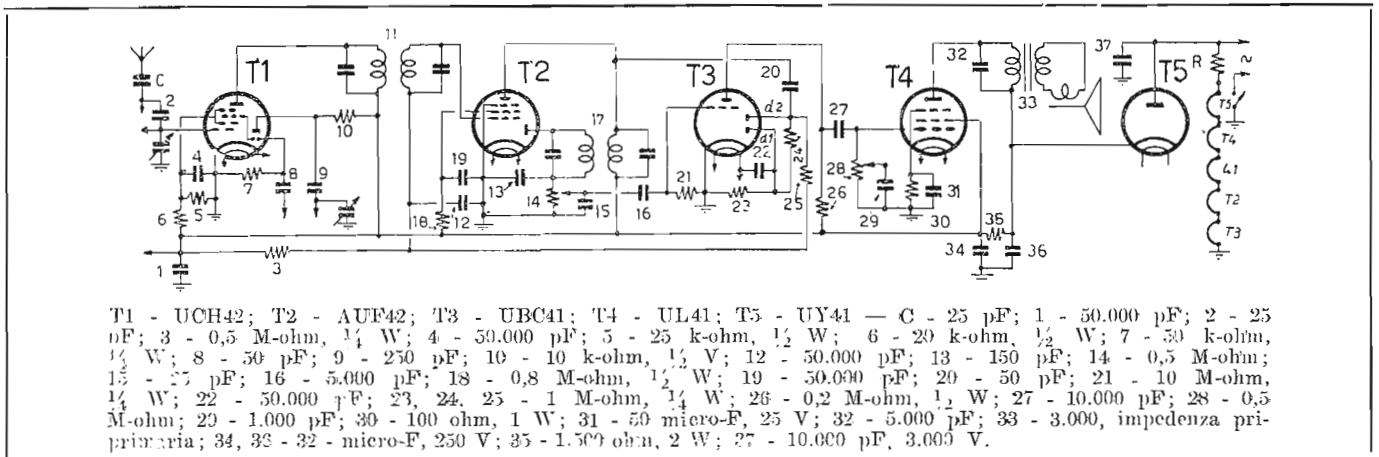 11
C
T1
2
4
5
6
7
8
9
10
1
3
T2
17
19
13
14
15
18
12
16
T3
20
d2
d1
22
24
21
23
25
27
26
T4
32
28
29
31
30
33
35
34
36
37
T5
R
2
T5
T4
41
T2
T3
T1 - UCH42; T2 - AUF42; T3 - UBC41; T4 - UL41; T5 - UY41 — C - 25 pF; 1 - 50.000 pF; 2 - 25
pF; 3 - 0,5 M-ohm, ¼ W; 4 - 50.000 pF; 5 - 25 k-ohm, ½ W; 6 - 20 k-ohm, ½ W; 7 - 50 k-ohm,
½ W; 8 - 50 pF; 9 - 250 pF; 10 - 10 k-ohm, ½ V; 12 - 50.000 pF; 13 - 150 pF; 14 - 0,5 M-ohm;
15 - 25 pF; 16 - 5.000 pF; 18 - 0,8 M-ohm, ½ W; 19 - 50.000 pF; 20 - 50 pF; 21 - 10 M-ohm,
¼ W; 22 - 50.000 pF; 23, 24, 25 - 1 M-ohm, ¼ W; 26 - 0,2 M-ohm, ½ W; 27 - 10.000 pF; 28 - 0,5
M-ohm; 29 - 1.000 pF; 30 - 100 ohm, 1 W; 31 - 50 micro-F, 25 V; 32 - 5.000 pF; 33 - 3.000, impedenza pri-
primaria; 34, 36 - 32 - micro-F, 250 V; 35 - 1.500 ohm, 2 W; 37 - 10.000 pF, 3.000 V.